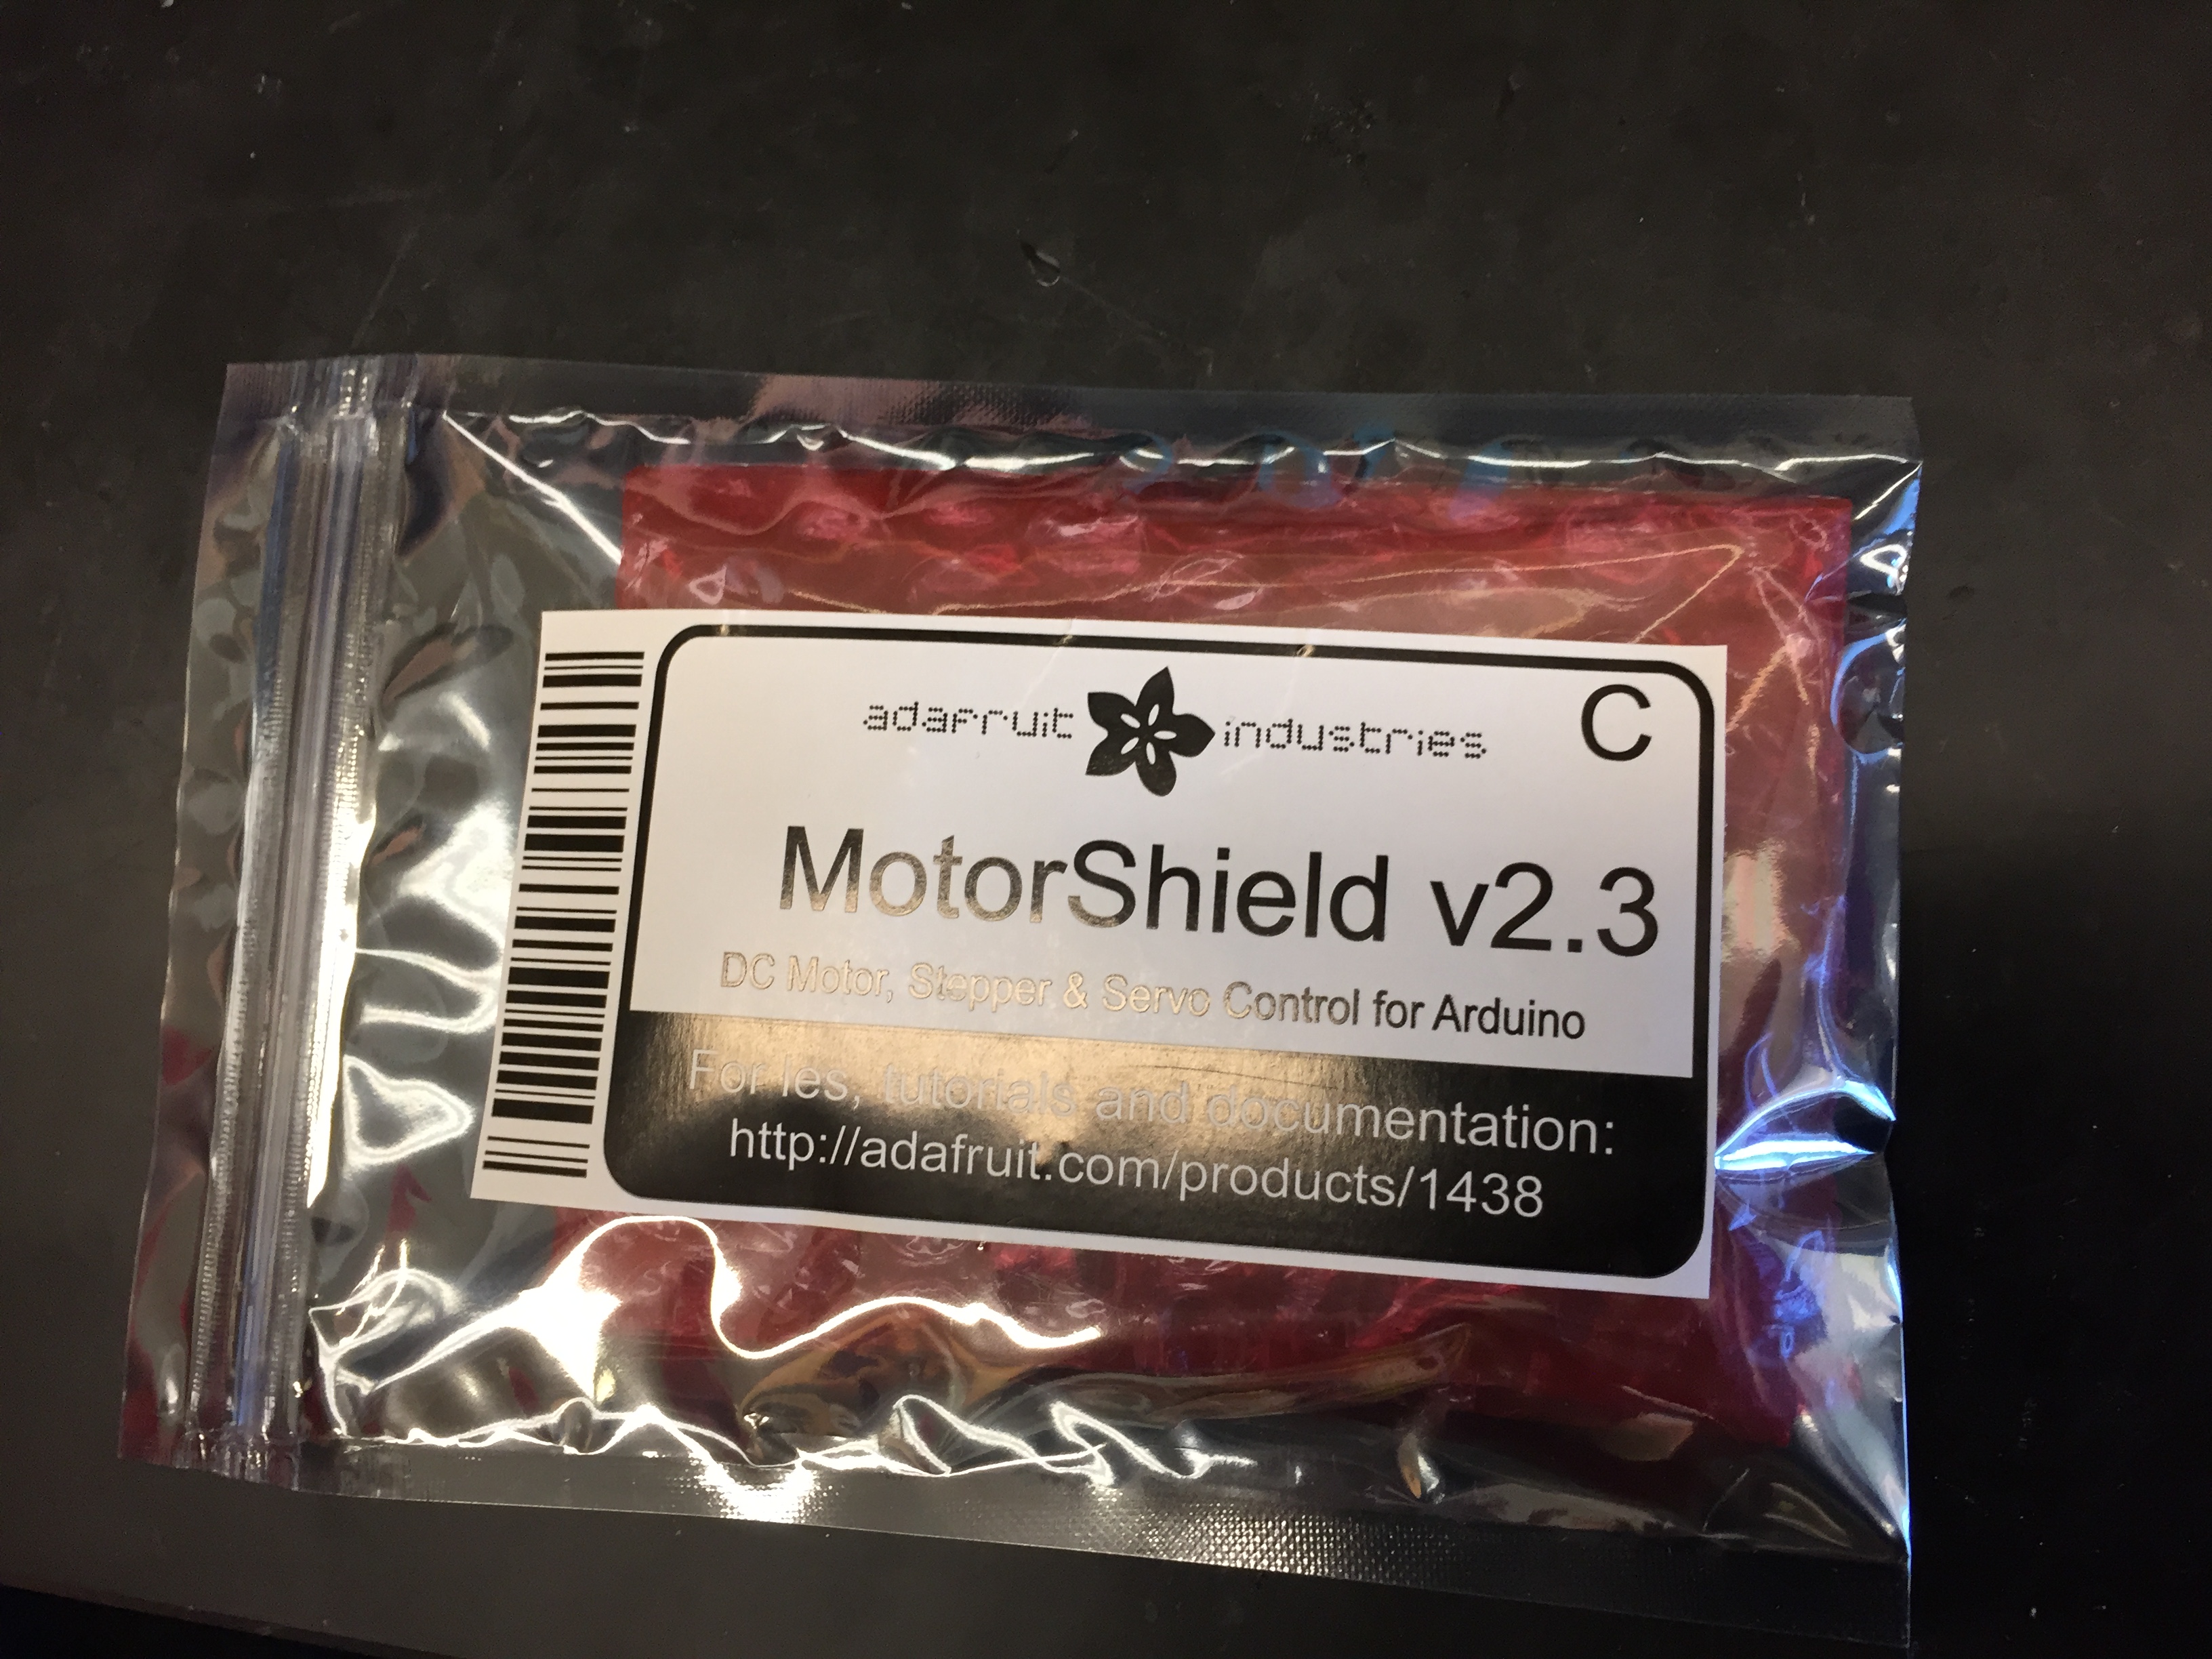 adafruit industries
C
MotorShield v2.3
DC Motor, Stepper & Servo Control for Arduino
For les, tutorials and documentation:
http://adafruit.com/products/1438